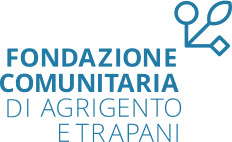 FONDAZIONE
COMUNITARIA
DI AGRIGENTO
E TRAPANI